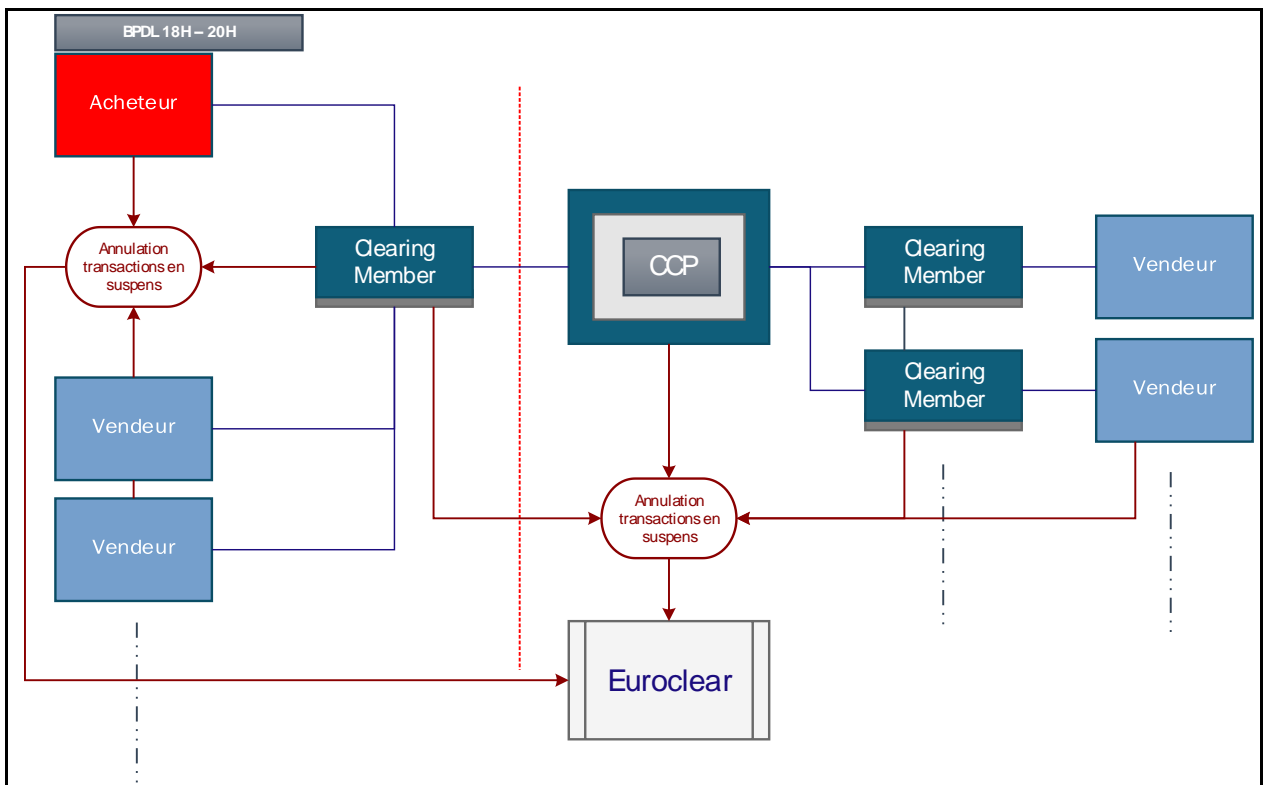 BPDL 18H – 20H
Acheteur
Annulation
transactions en
suspens
Clearing
Member
CCP
Clearing
Member
Vendeur
Clearing
Member
Vendeur
Vendeur
Vendeur
Annulation
transactions en
suspens
Euroclear